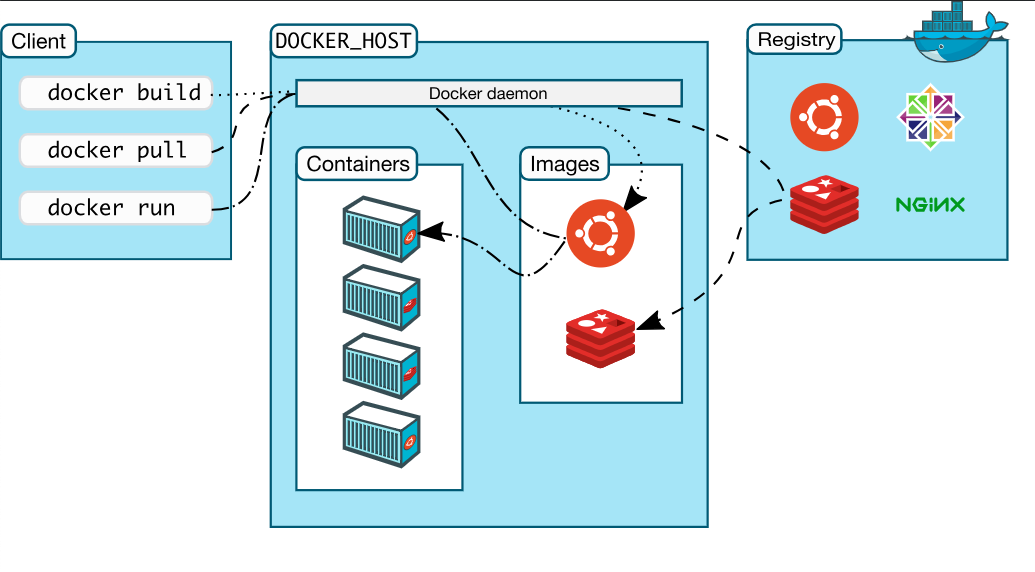 Client
docker build
docker pull
docker run
DOCKER_HOST
Docker daemon
Containers
Images
Registry
NGiNX